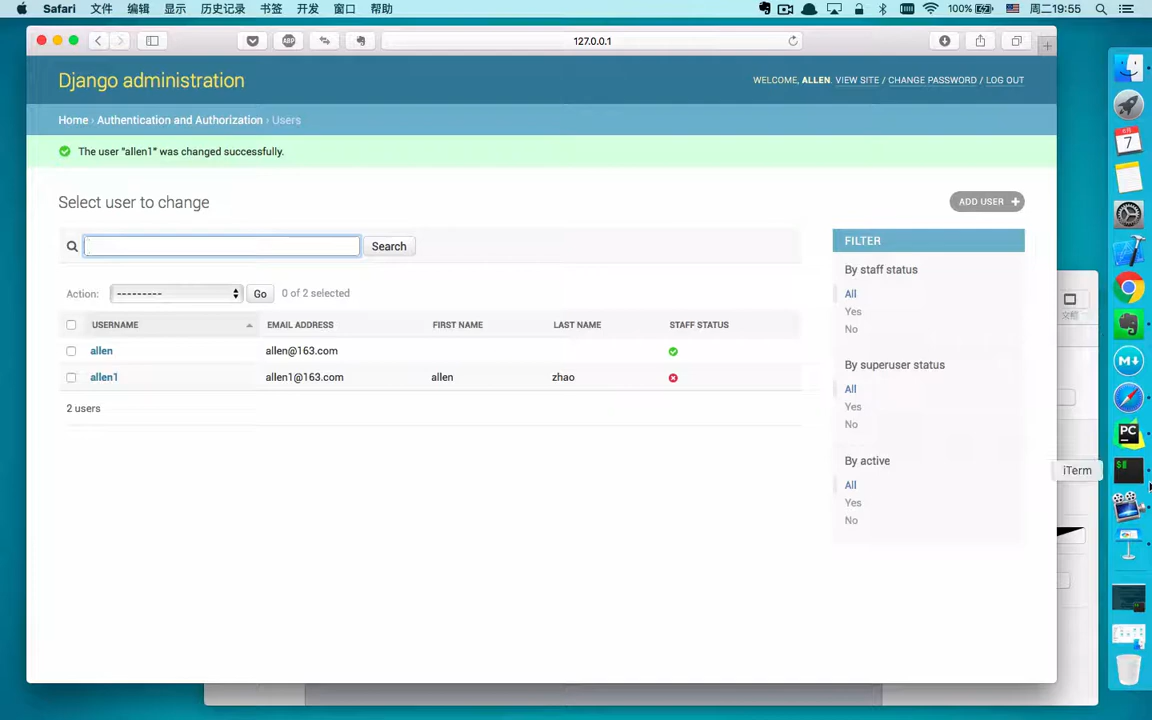 Safari 文件 编辑 显示 历史记录 书签 开发 窗口 帮助 100% 周二19:55
127.0.0.1
Django administration
WELCOME, ALLEN. VIEW SITE / CHANGE PASSWORD / LOG OUT
Home › Authentication and Authorization › Users
The user "allen1" was changed successfully.
Select user to change
ADD USER +
Search
Action: --------- Go 0 of 2 selected
USERNAME EMAIL ADDRESS FIRST NAME LAST NAME STAFF STATUS
allen allen@163.com
allen1 allen1@163.com allen zhao
2 users
FILTER
By staff status
All
Yes
No
By superuser status
All
Yes
No
By active
All
Yes
No
iTerm
ABP
7
M
PC
$